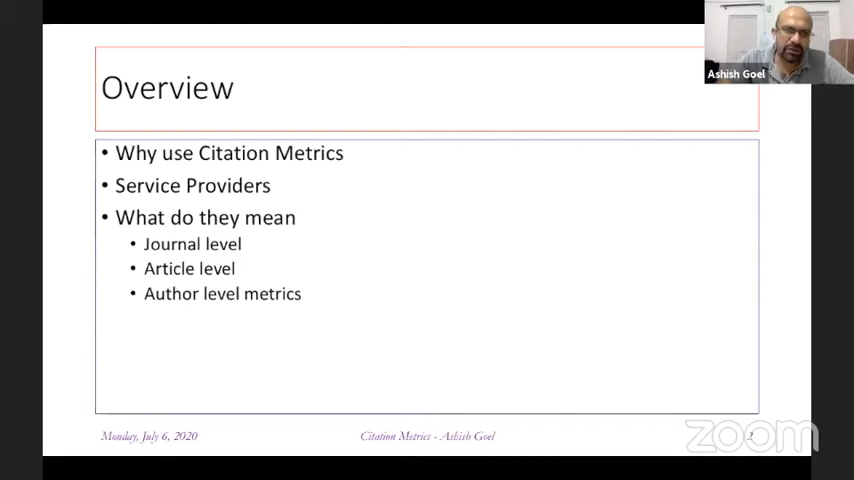 Ashish Goel
Overview
• Why use Citation Metrics
• Service Providers
• What do they mean
• Journal level
• Article level
• Author level metrics
Monday, July 6, 2020
Citation Metrics - Ashish Goel
2
zoom